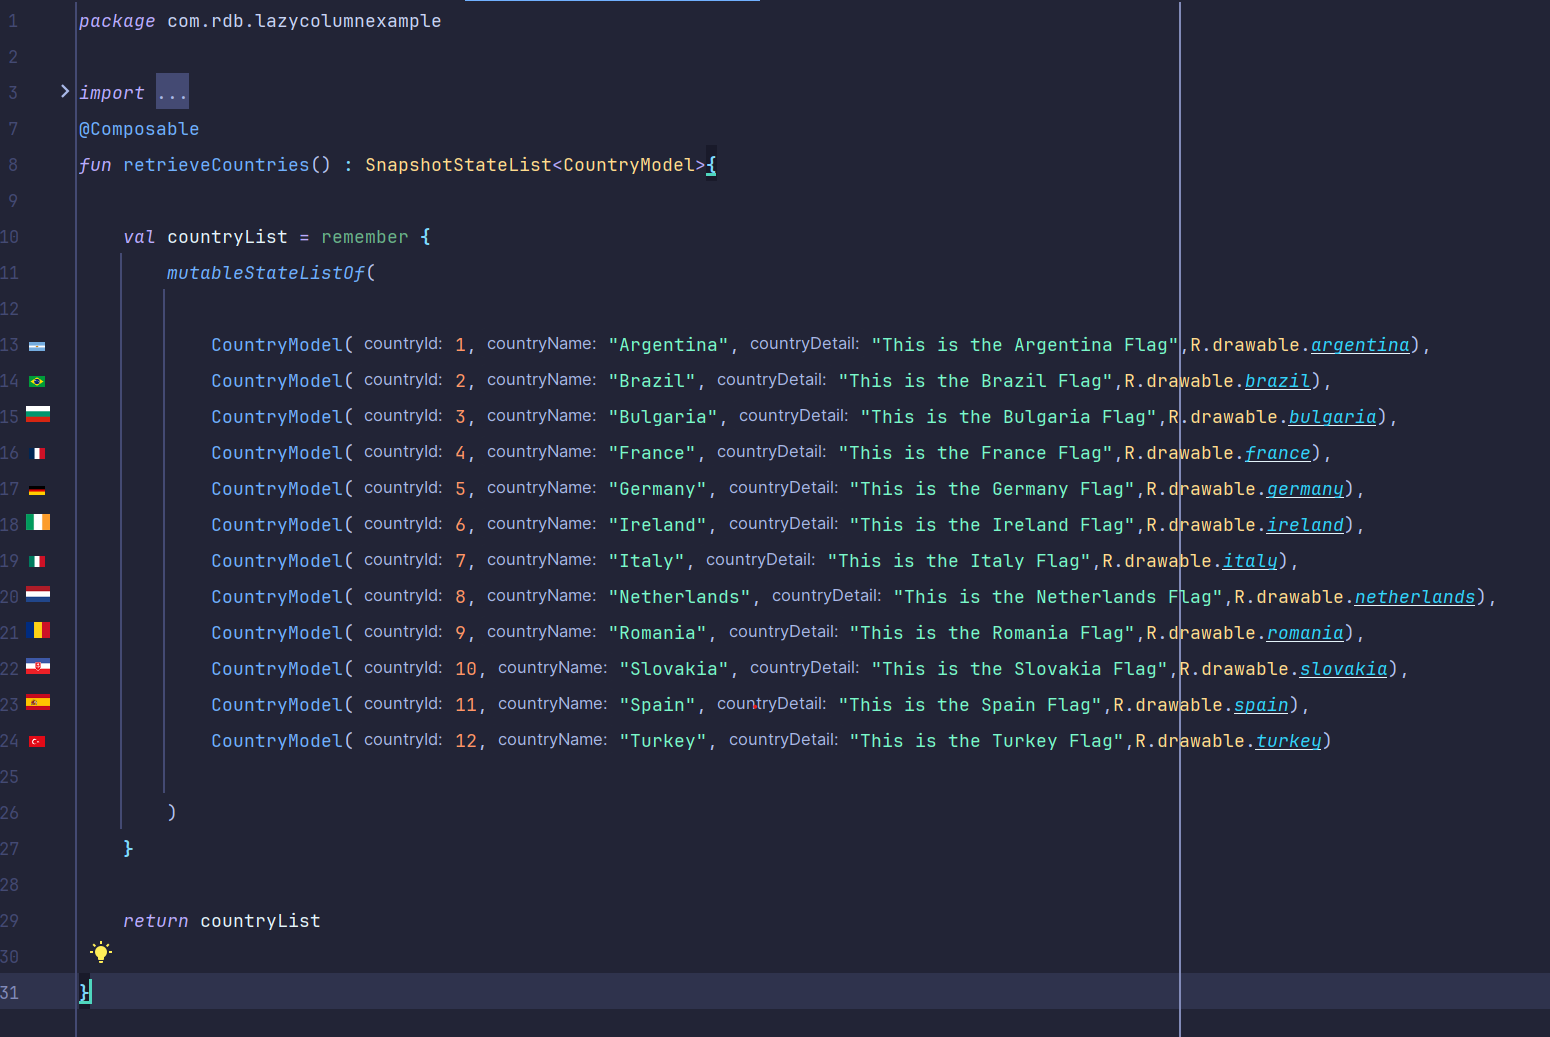 1 package com.rdb.lazycolumnexample
2
3 import ...
7 @Composable
8 fun retrieveCountries() : SnapshotStateList<CountryModel>{
9
10 val countryList = remember {
11 mutableStateListOf(
12
13 CountryModel( countryId: 1, countryName: "Argentina", countryDetail: "This is the Argentina Flag",R.drawable.argentina),
14 CountryModel( countryId: 2, countryName: "Brazil", countryDetail: "This is the Brazil Flag",R.drawable.brazil),
15 CountryModel( countryId: 3, countryName: "Bulgaria", countryDetail: "This is the Bulgaria Flag",R.drawable.bulgaria),
16 CountryModel( countryId: 4, countryName: "France", countryDetail: "This is the France Flag",R.drawable.france),
17 CountryModel( countryId: 5, countryName: "Germany", countryDetail: "This is the Germany Flag",R.drawable.germany),
18 CountryModel( countryId: 6, countryName: "Ireland", countryDetail: "This is the Ireland Flag",R.drawable.ireland),
19 CountryModel( countryId: 7, countryName: "Italy", countryDetail: "This is the Italy Flag",R.drawable.italy),
20 CountryModel( countryId: 8, countryName: "Netherlands", countryDetail: "This is the Netherlands Flag",R.drawable.netherlands),
21 CountryModel( countryId: 9, countryName: "Romania", countryDetail: "This is the Romania Flag",R.drawable.romania),
22 CountryModel( countryId: 10, countryName: "Slovakia", countryDetail: "This is the Slovakia Flag",R.drawable.slovakia),
23 CountryModel( countryId: 11, countryName: "Spain", countryDetail: "This is the Spain Flag",R.drawable.spain),
24 CountryModel( countryId: 12, countryName: "Turkey", countryDetail: "This is the Turkey Flag",R.drawable.turkey)
25
26 )
27 }
28
29 return countryList
30
31 }